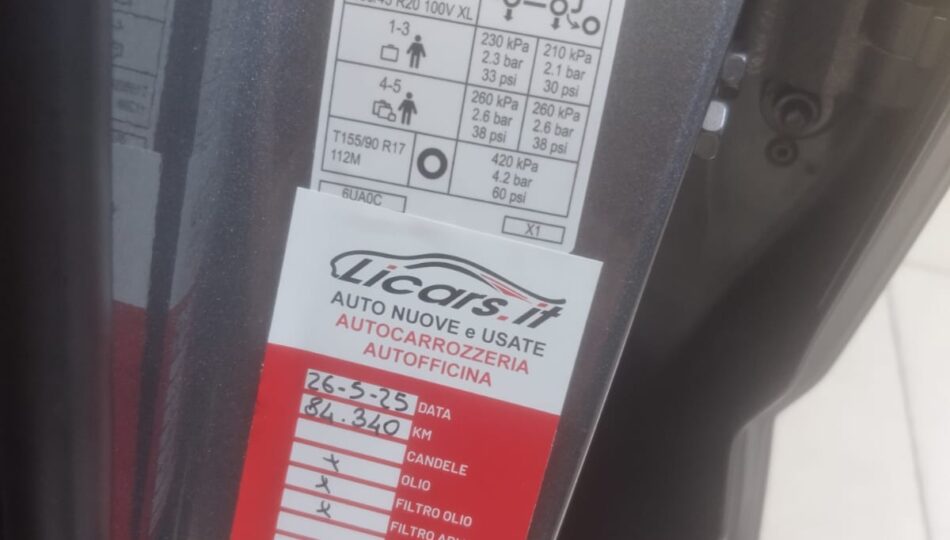 R20 100V XL
1-3
230 kPa
2.3 bar
33 psi
210 kPa
2.1 bar
30 psi
4-5
260 kPa
2.6 bar
38 psi
260 kPa
2.6 bar
38 psi
T155/90 R17
112M
420 kPa
4.2 bar
60 psi
6UA0C
X1
Licars.it
AUTO NUOVE e USATE
AUTOCARROZZERIA
AUTOFFICINA
26-5-25 DATA
84.340 KM
CANDELE
x OLIO
x FILTRO OLIO
x FILTRO